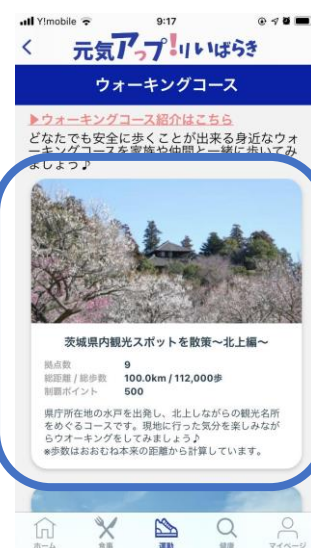 Y!mobile 9:17
元気アップ!りいばらき
ウォーキングコース
▶ウォーキングコース紹介はこちら
どなたでも安全に歩くことが出来る身近なウォ
ーキングコースを家族や仲間と一緒に歩いてみ
ましょう♪
茨城県内観光スポットを散策~北上編~
拠点数 9
総距離 / 総歩数 100.0km / 112,000歩
制覇ポイント 500
県庁所在地の水戸を出発し、北上しながらの観光名所
をめぐるコースです。現地に行った気分を楽しみなが
らウオーキングをしてみましょう♪
※歩数はおおむね本来の距離から計算しています。
ホーム 食事 運動 健康 マイページ